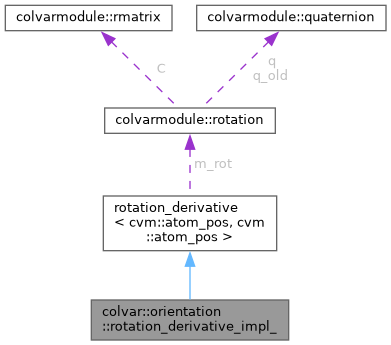 colvarmodule::rmatrix
colvarmodule::quaternion
C
q
q_old
colvarmodule::rotation
m_rot
rotation_derivative
< cvm::atom_pos, cvm
::atom_pos >
colvar::orientation
::rotation_derivative_impl_